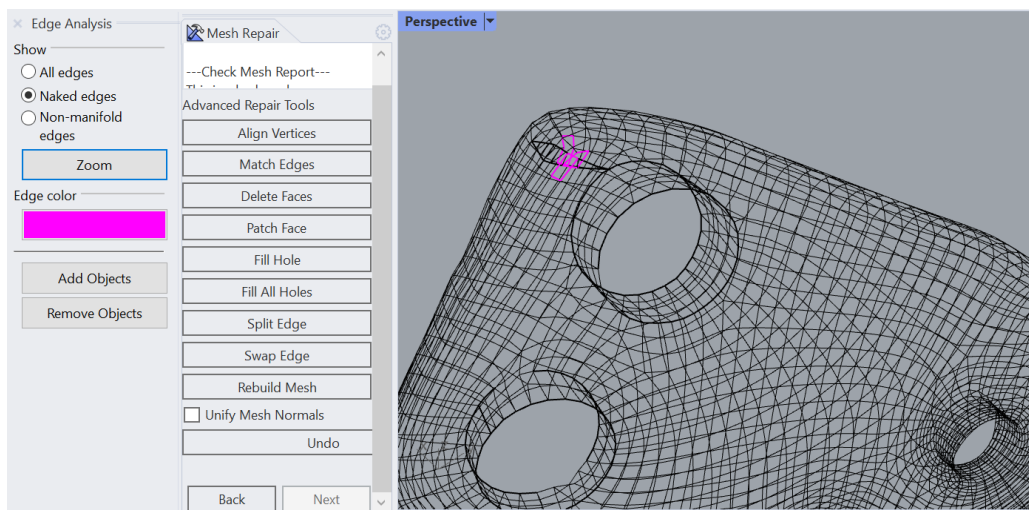 Edge Analysis
Show
All edges
Naked edges
Non-manifold
edges
Zoom
Edge color
Add Objects
Remove Objects
Mesh Repair
---Check Mesh Report---
Advanced Repair Tools
Align Vertices
Match Edges
Delete Faces
Patch Face
Fill Hole
Fill All Holes
Split Edge
Swap Edge
Rebuild Mesh
Unify Mesh Normals
Undo
Back
Next
Perspective